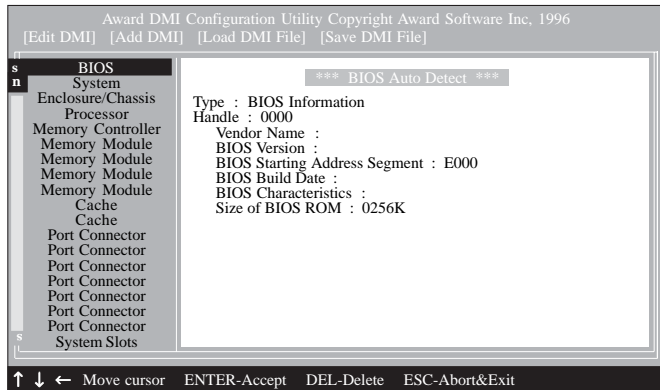 Award DMI Configuration Utility Copyright Award Software Inc, 1996
[Edit DMI] [Add DMI] [Load DMI File] [Save DMI File]
s
n
BIOS
System
Enclosure/Chassis
Processor
Memory Controller
Memory Module
Memory Module
Memory Module
Memory Module
Cache
Cache
Port Connector
Port Connector
Port Connector
Port Connector
Port Connector
Port Connector
Port Connector
System Slots
s
*** BIOS Auto Detect ***
Type : BIOS Information
Handle : 0000
Vendor Name :
BIOS Version :
BIOS Starting Address Segment : E000
BIOS Build Date :
BIOS Characteristics :
Size of BIOS ROM : 0256K
↑ ↓ ← Move cursor ENTER-Accept DEL-Delete ESC-Abort&Exit